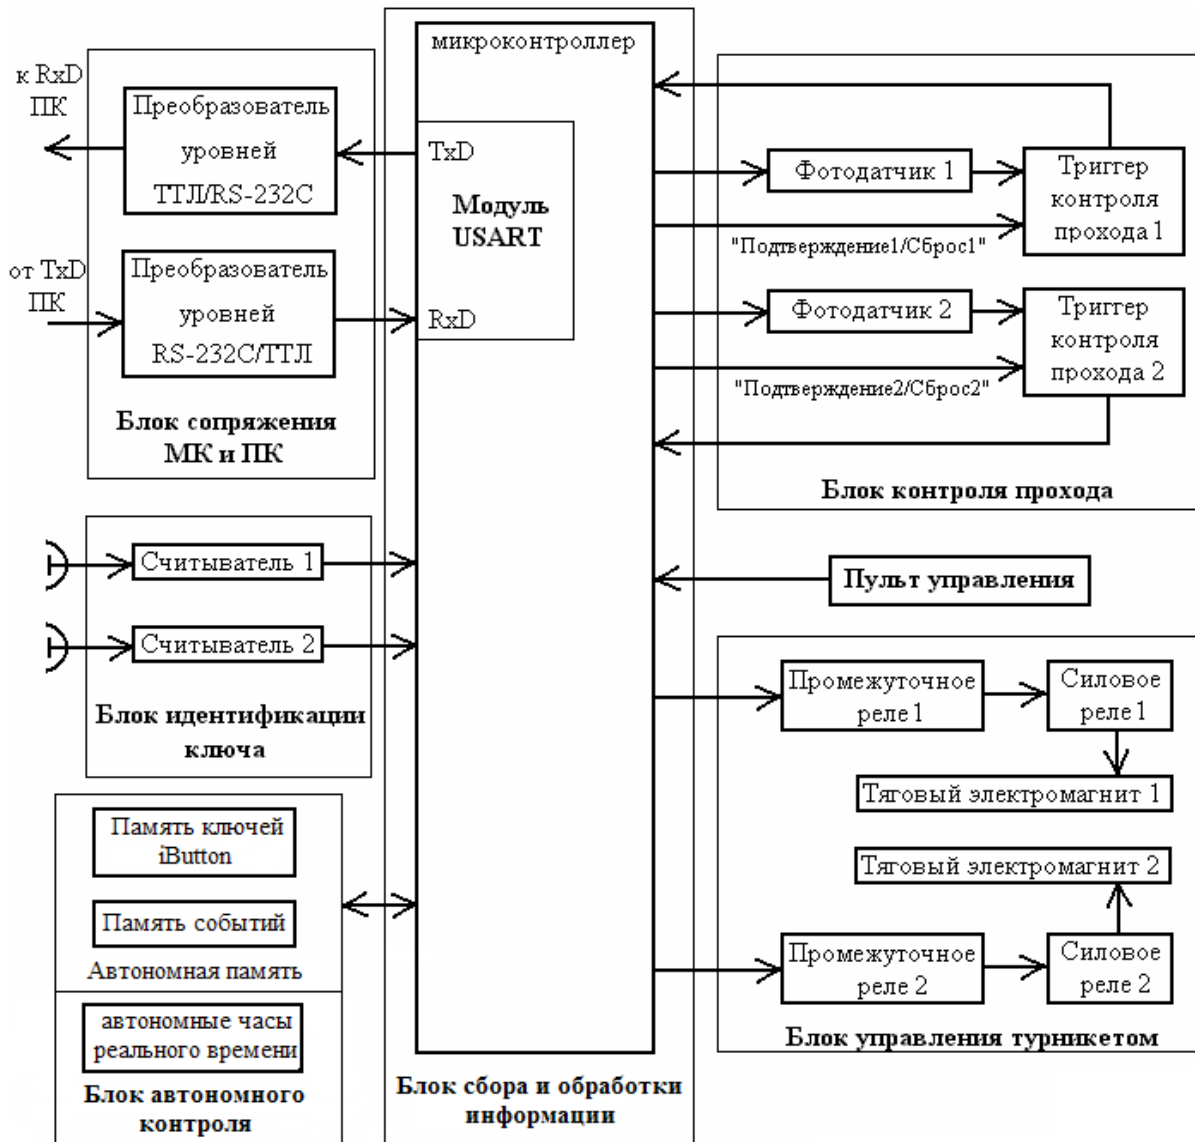 к RxD
ПК
Преобразователь
уровней
ТТЛ/RS-232C
от TxD
ПК
Преобразователь
уровней
RS-232C/ТТЛ
Блок сопряжения
МК и ПК
Считыватель 1
Считыватель 2
Блок идентификации
ключа
Память ключей
iButton
Память событий
Автономная память
автономные часы
реального времени
Блок автономного
контроля
микроконтроллер
TxD
Модуль
USART
RxD
Блок сбора и обработки
информации
Фотодатчик 1
Триггер
контроля
прохода 1
"Подтверждение1/Сброс1"
Фотодатчик 2
Триггер
контроля
прохода 2
"Подтверждение2/Сброс2"
Блок контроля прохода
Пульт управления
Промежуточное
реле 1
Силовое
реле 1
Тяговый электромагнит 1
Тяговый электромагнит 2
Промежуточное
реле 2
Силовое
реле 2
Блок управления турникетом